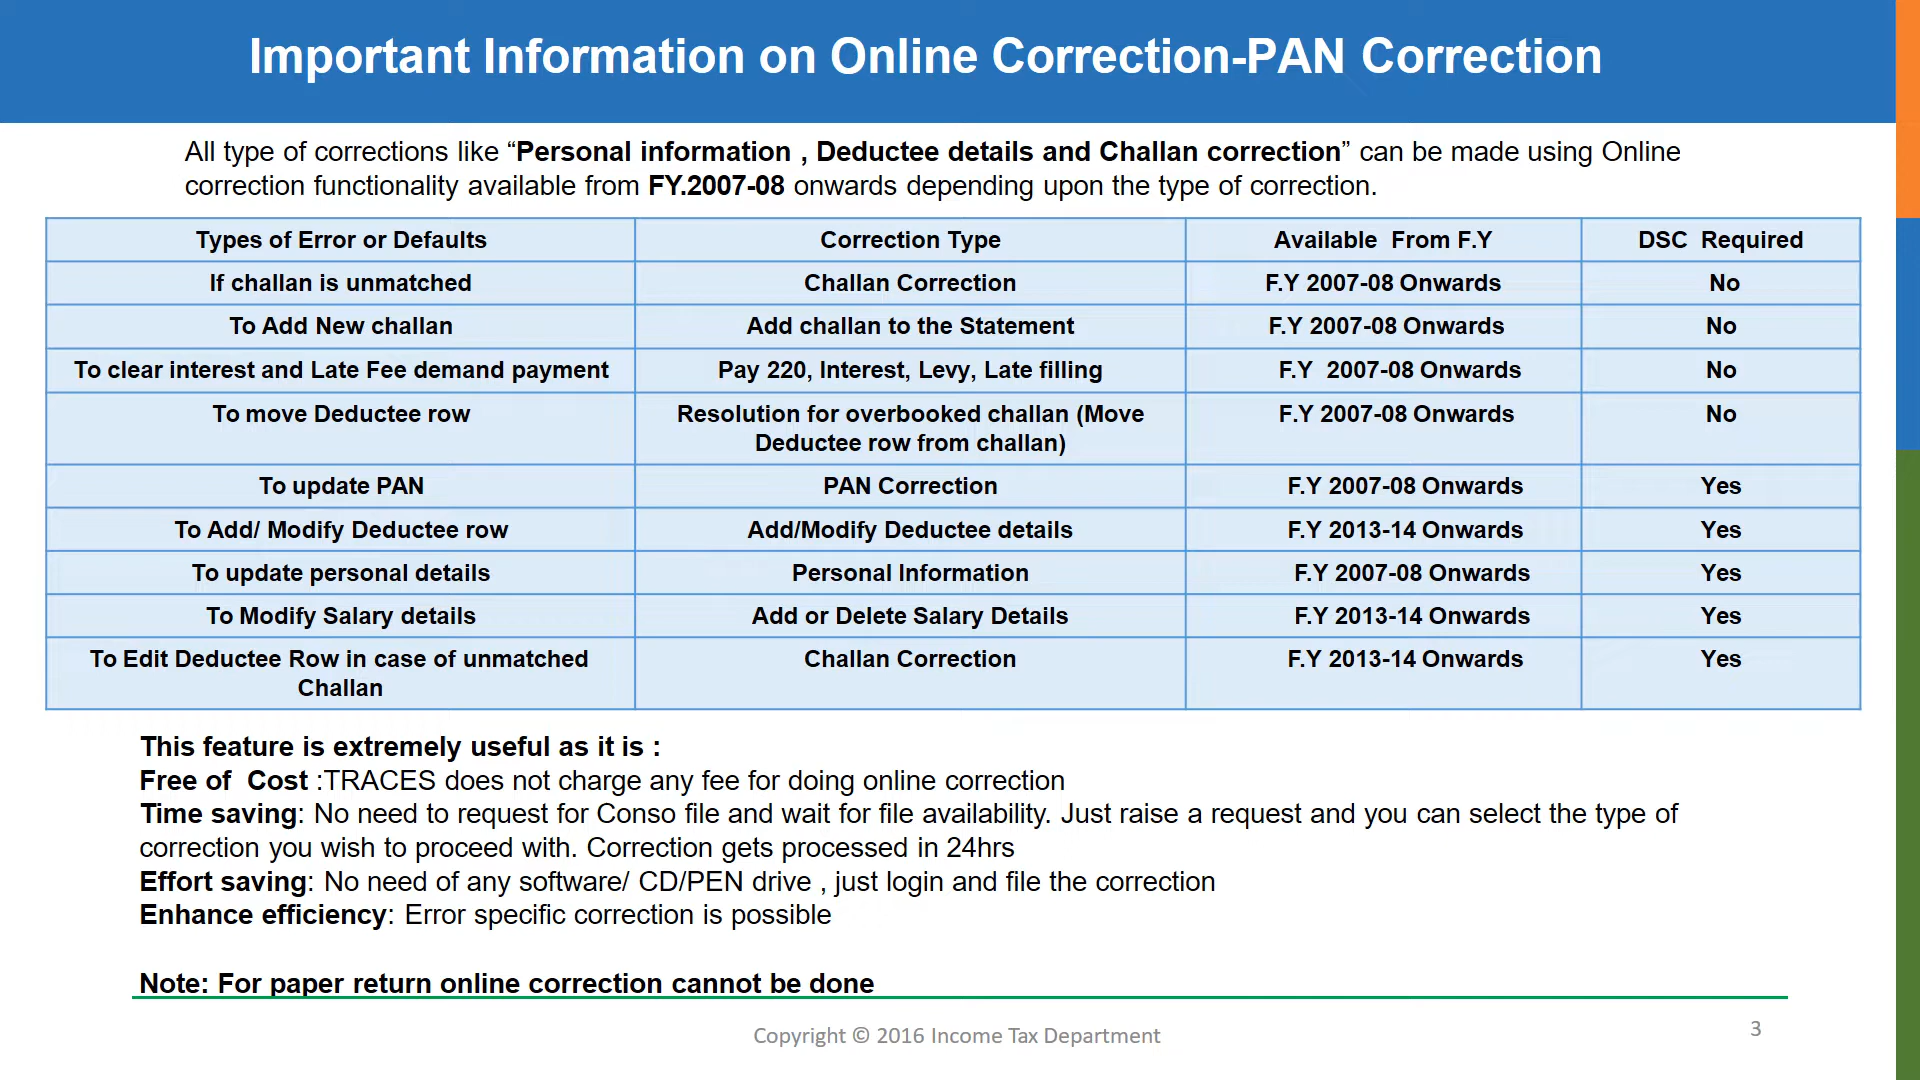 Important Information on Online Correction-PAN Correction
All type of corrections like “Personal information , Deductee details and Challan correction” can be made using Online
correction functionality available from FY.2007-08 onwards depending upon the type of correction.
Types of Error or Defaults Correction Type Available From F.Y DSC Required
If challan is unmatched Challan Correction F.Y 2007-08 Onwards No
To Add New challan Add challan to the Statement F.Y 2007-08 Onwards No
To clear interest and Late Fee demand payment Pay 220, Interest, Levy, Late filling F.Y 2007-08 Onwards No
To move Deductee row Resolution for overbooked challan (Move F.Y 2007-08 Onwards No
Deductee row from challan)
To update PAN PAN Correction F.Y 2007-08 Onwards Yes
To Add/ Modify Deductee row Add/Modify Deductee details F.Y 2013-14 Onwards Yes
To update personal details Personal Information F.Y 2007-08 Onwards Yes
To Modify Salary details Add or Delete Salary Details F.Y 2013-14 Onwards Yes
To Edit Deductee Row in case of unmatched Challan Correction F.Y 2013-14 Onwards Yes
Challan
This feature is extremely useful as it is :
Free of Cost :TRACES does not charge any fee for doing online correction
Time saving: No need to request for Conso file and wait for file availability. Just raise a request and you can select the type of
correction you wish to proceed with. Correction gets processed in 24hrs
Effort saving: No need of any software/ CD/PEN drive , just login and file the correction
Enhance efficiency: Error specific correction is possible
Note: For paper return online correction cannot be done
Copyright © 2016 Income Tax Department
3